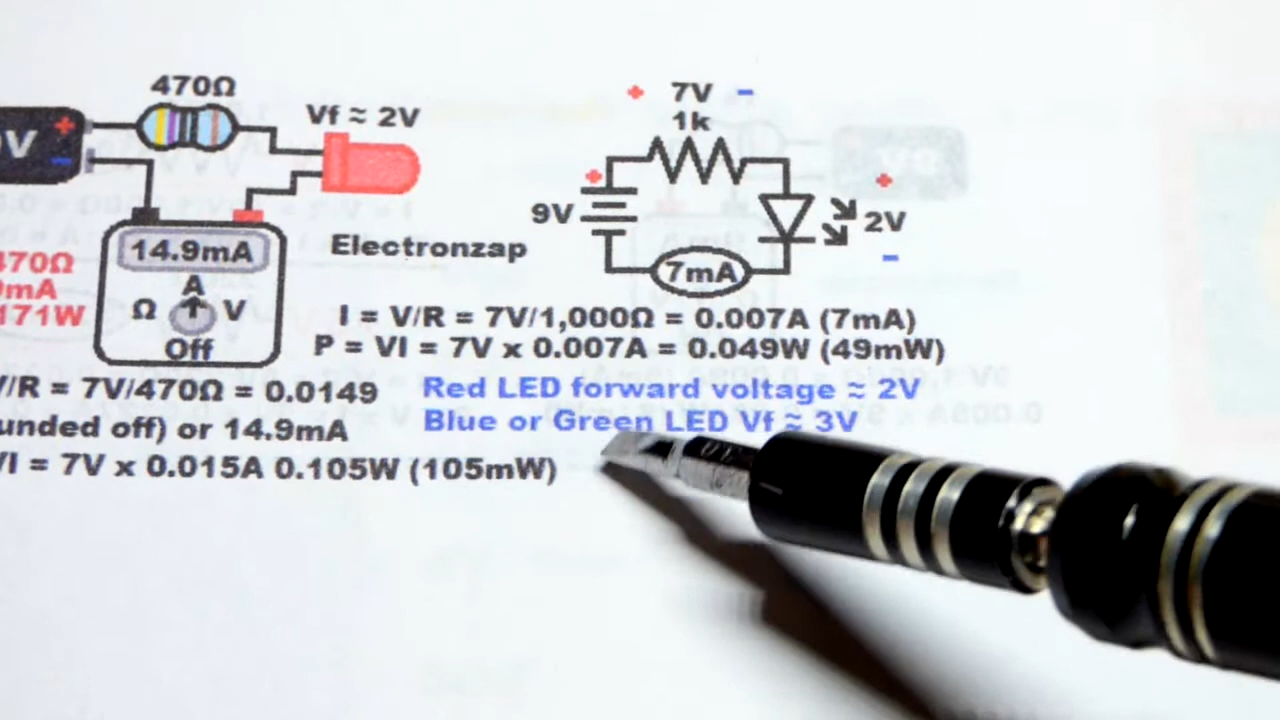 470Ω
Vf ≈ 2V
V
+
-
14.9mA
A
Ω V
Off
470Ω
mA
171W
Electronzap
+ 7V -
1k
+
9V
+
2V
-
7mA
I = V/R = 7V/1,000Ω = 0.007A (7mA)
P = VI = 7V x 0.007A = 0.049W (49mW)
/R = 7V/470Ω = 0.0149
unded off) or 14.9mA
VI = 7V x 0.015A 0.105W (105mW)
Red LED forward voltage ≈ 2V
Blue or Green LED Vf ≈ 3V